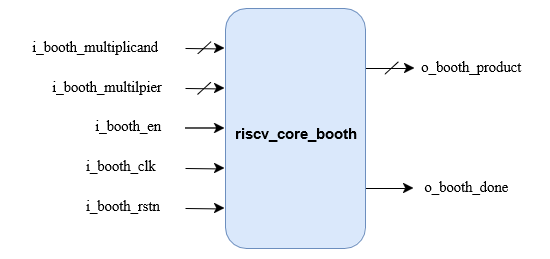 i_booth_multiplicand
i_booth_multilpier
i_booth_en
i_booth_clk
i_booth_rstn
riscv_core_booth
o_booth_product
o_booth_done